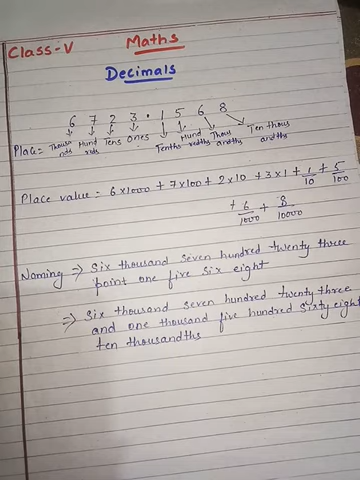 Class-V Maths
Decimals
6 7 2 3 . 1 5 6 8
Place= Thousands Hundreds Tens Ones Tenths Hundredths Thousandths Ten thousandths
Place value = 6×1000 + 7×100 + 2×10 + 3×1 + 1/10 + 5/100
+ 6/1000 + 8/10000
Naming ⇒ Six thousand seven hundred twenty three
point one five six eight
⇒ Six thousand seven hundred twenty three
and one thousand five hundred sixty eight
ten thousandths